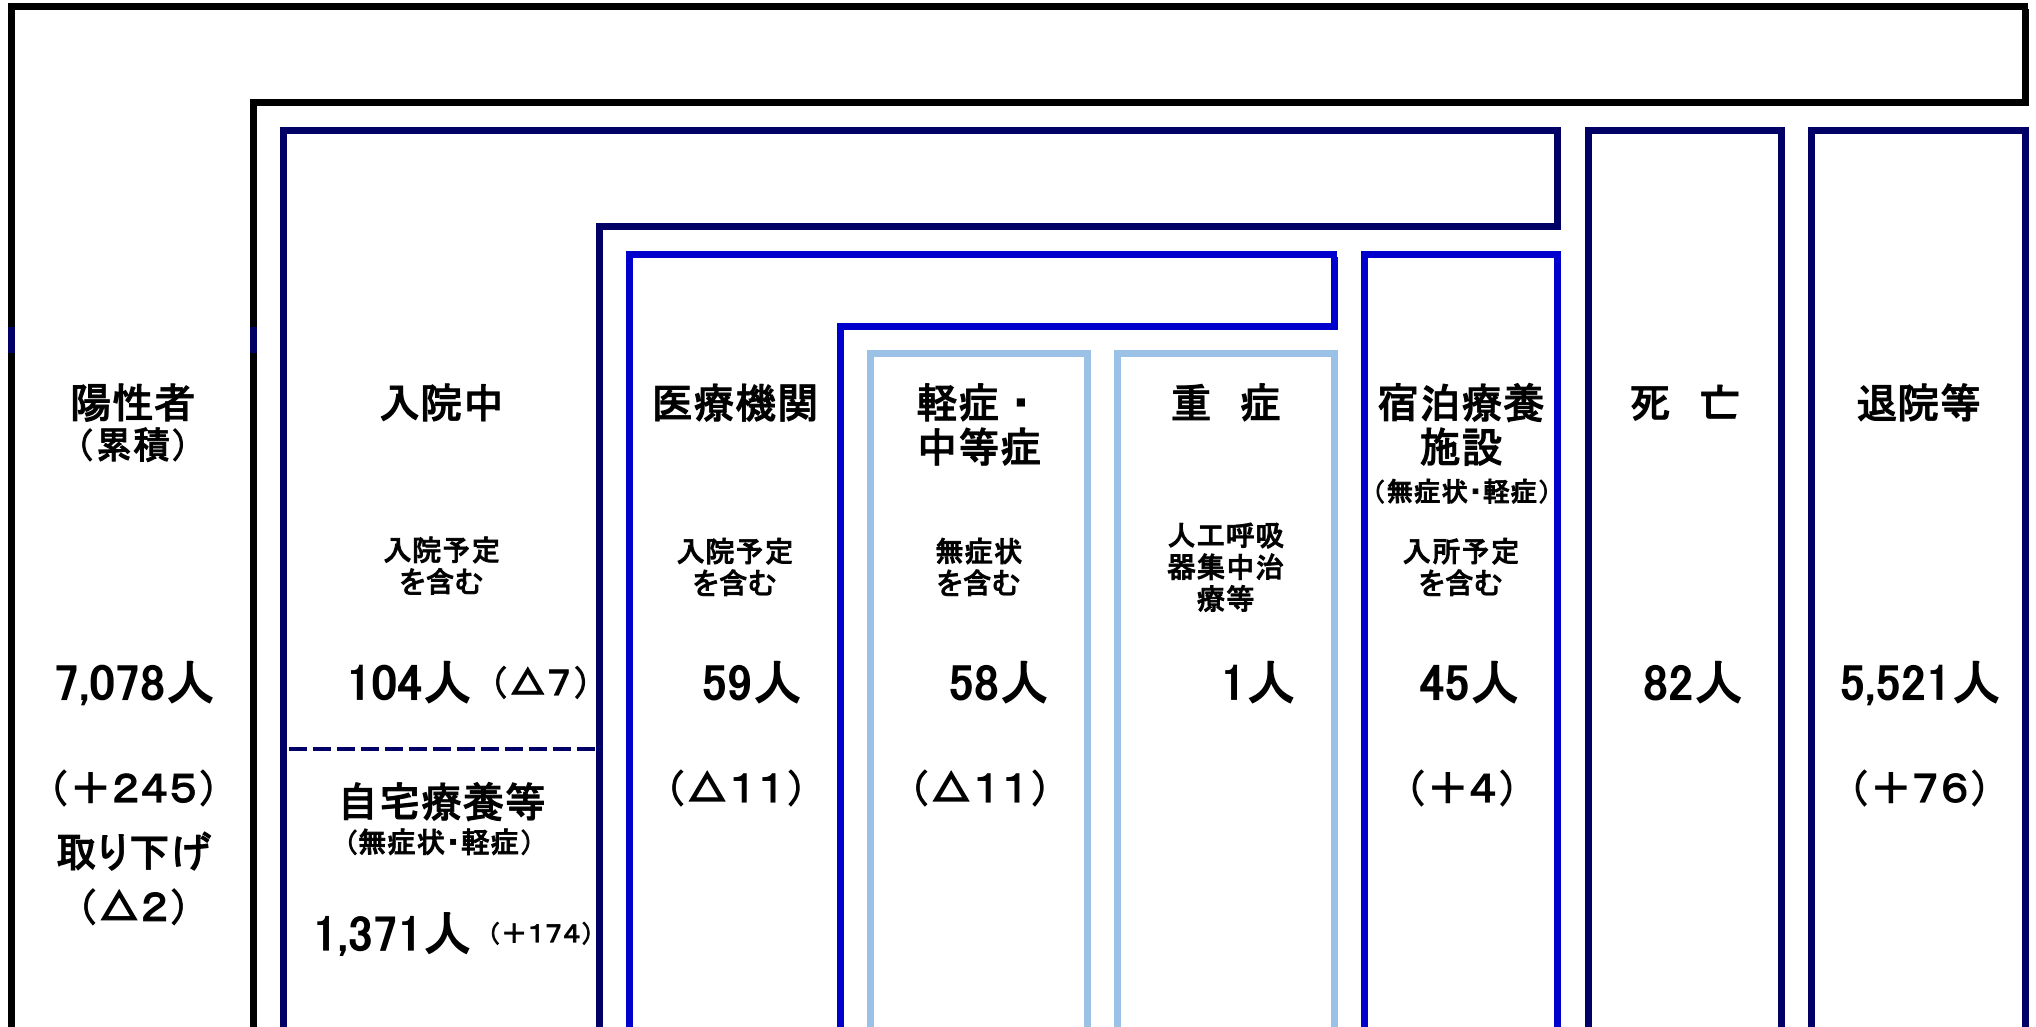 陽性者
（累積）
7,078人
（＋245）
取り下げ
（△2）
入院中
入院予定
を含む
104人（△7）
自宅療養等
（無症状・軽症）
1,371人（＋174）
医療機関
入院予定
を含む
59人
（△11）
軽症・
中等症
無症状
を含む
58人
（△11）
重　症
人工呼吸
器集中治
療等
1人
宿泊療養
施設
（無症状・軽症）
入所予定
を含む
45人
（＋4）
死　亡
82人
退院等
5,521人
（＋76）